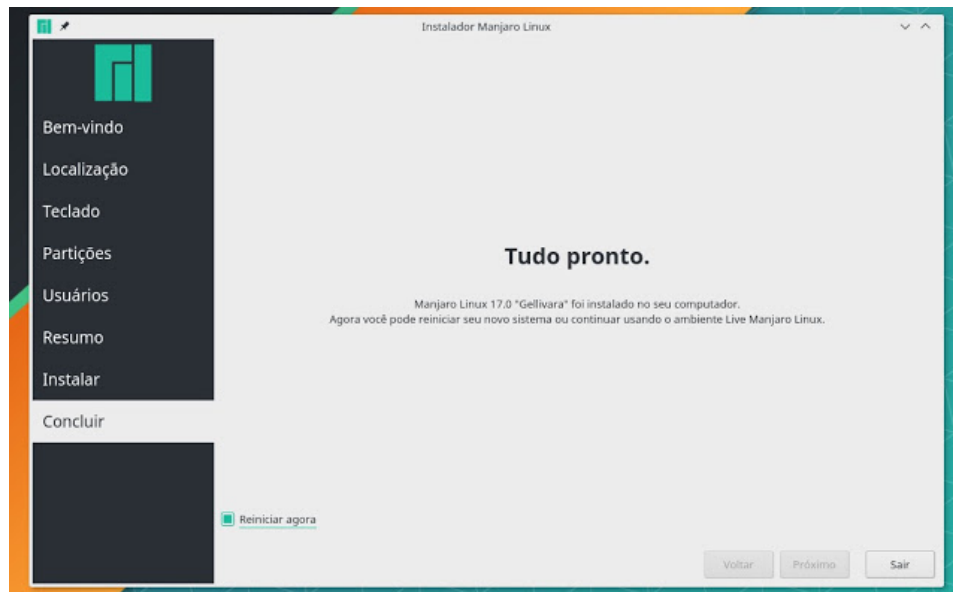 Instalador Manjaro Linux
Bem-vindo
Localização
Teclado
Partições
Usuários
Resumo
Instalar
Concluir
Tudo pronto.
Manjaro Linux 17.0 "Gellivara" foi instalado no seu computador.
Agora você pode reiniciar seu novo sistema ou continuar usando o ambiente Live Manjaro Linux.
Reiniciar agora
Voltar
Próximo
Sair